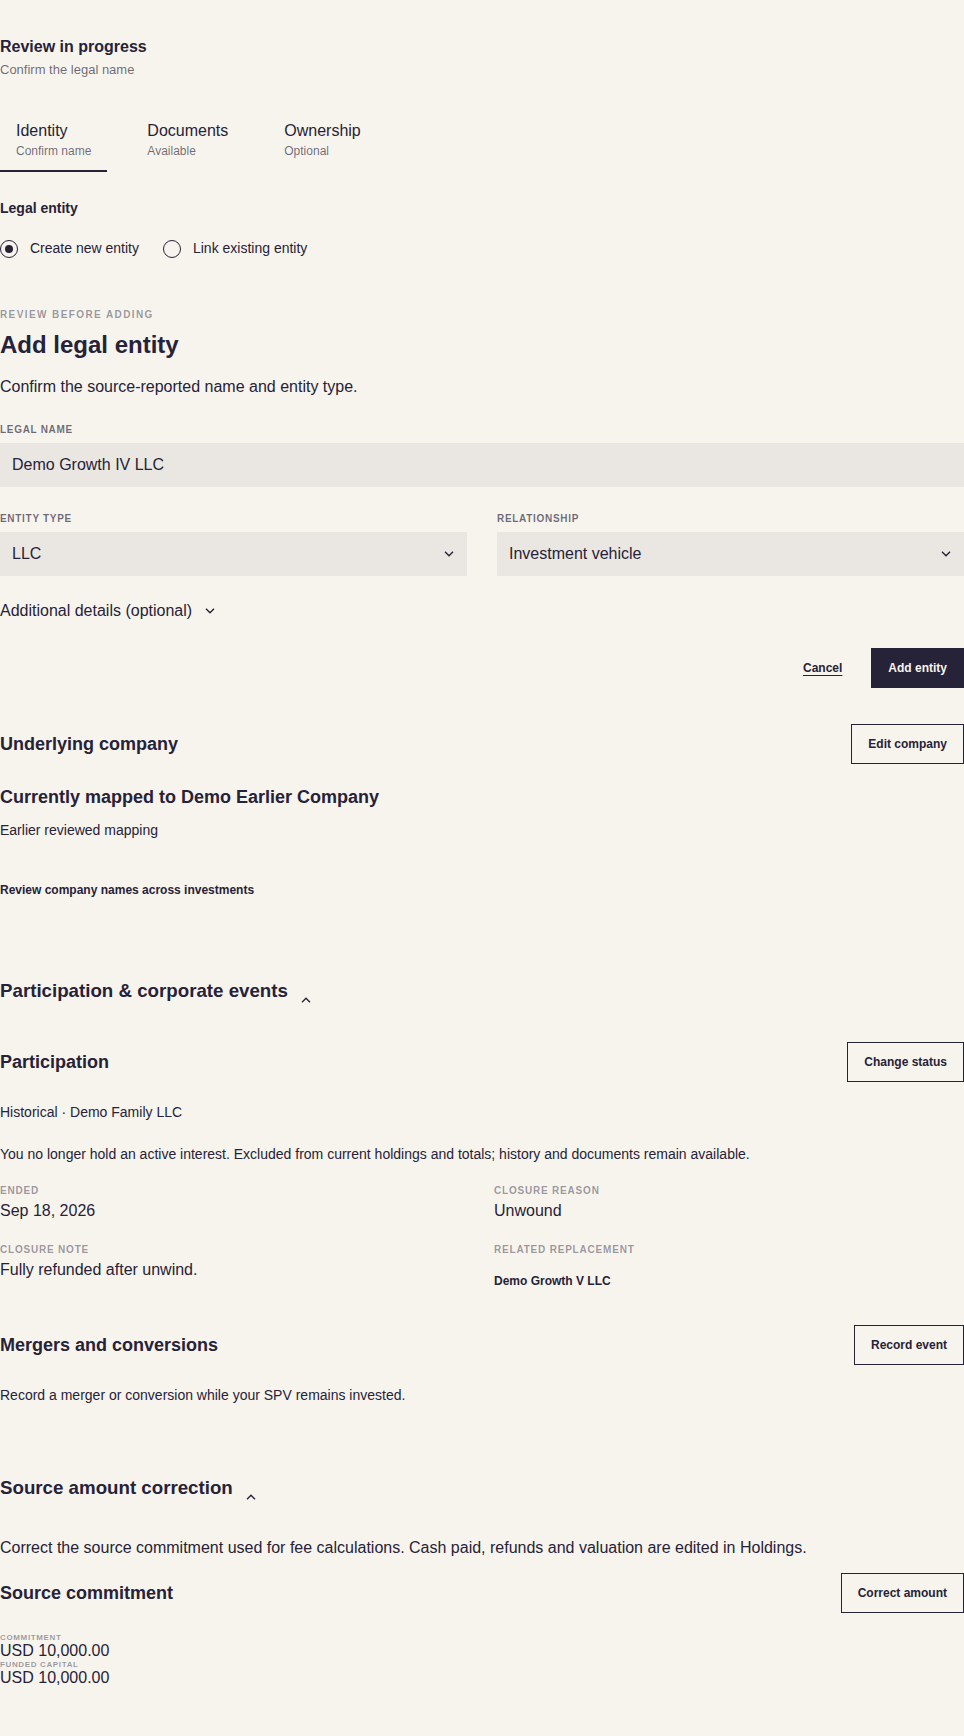 Review in progress
Confirm the legal name
Identity
Documents
Ownership
Confirm name
Available
Optional
Legal entity
Create new entity
Link existing entity
REVIEW BEFORE ADDING
Add legal entity
Confirm the source-reported name and entity type.
LEGAL NAME
Demo Growth IV LLC
ENTITY TYPE
RELATIONSHIP
LLC
Investment vehicle
Additional details (optional)
Cancel
Add entity
Underlying company
Edit company
Currently mapped to Demo Earlier Company
Earlier reviewed mapping
Review company names across investments
Participation & corporate events
Participation
Change status
Historical · Demo Family LLC
You no longer hold an active interest. Excluded from current holdings and totals; history and documents remain available.
ENDED
CLOSURE REASON
Sep 18, 2026
Unwound
CLOSURE NOTE
RELATED REPLACEMENT
Fully refunded after unwind.
Demo Growth V LLC
Mergers and conversions
Record event
Record a merger or conversion while your SPV remains invested.
Source amount correction
Correct the source commitment used for fee calculations. Cash paid, refunds and valuation are edited in Holdings.
Source commitment
Correct amount
COMMITMENT
USD 10,000.00
FUNDED CAPITAL
USD 10,000.00